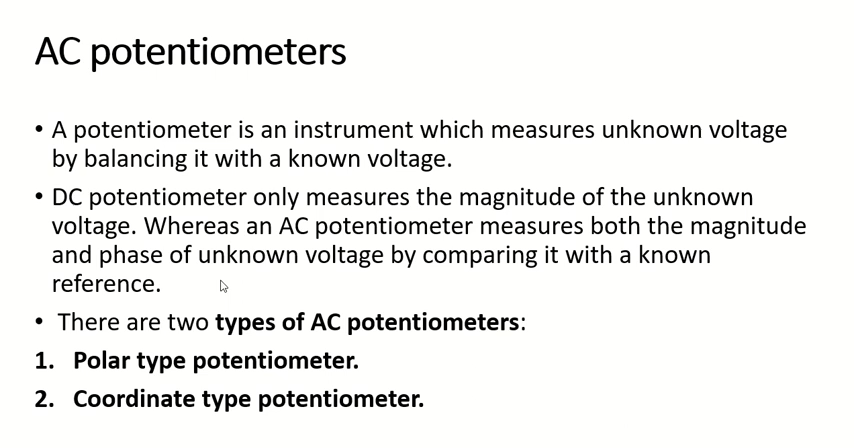 AC potentiometers
• A potentiometer is an instrument which measures unknown voltage
by balancing it with a known voltage.
• DC potentiometer only measures the magnitude of the unknown
voltage. Whereas an AC potentiometer measures both the magnitude
and phase of unknown voltage by comparing it with a known
reference.
• There are two types of AC potentiometers:
1. Polar type potentiometer.
2. Coordinate type potentiometer.